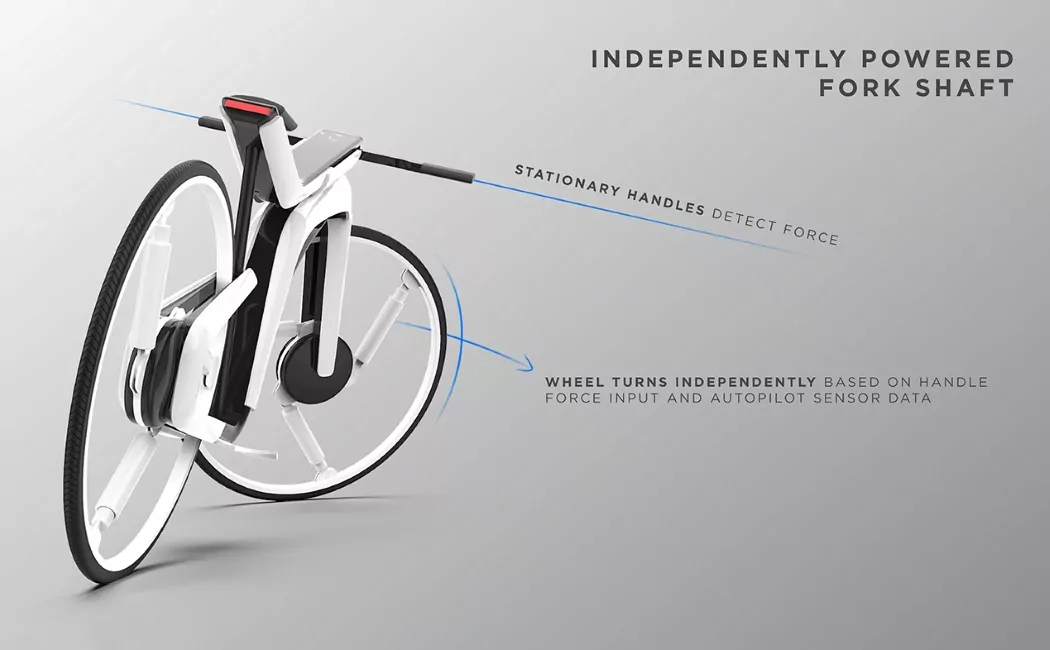 INDEPENDENTLY POWERED
FORK SHAFT
STATIONARY HANDLES DETECT FORCE
WHEEL TURNS INDEPENDENTLY BASED ON HANDLE
FORCE INPUT AND AUTOPILOT SENSOR DATA